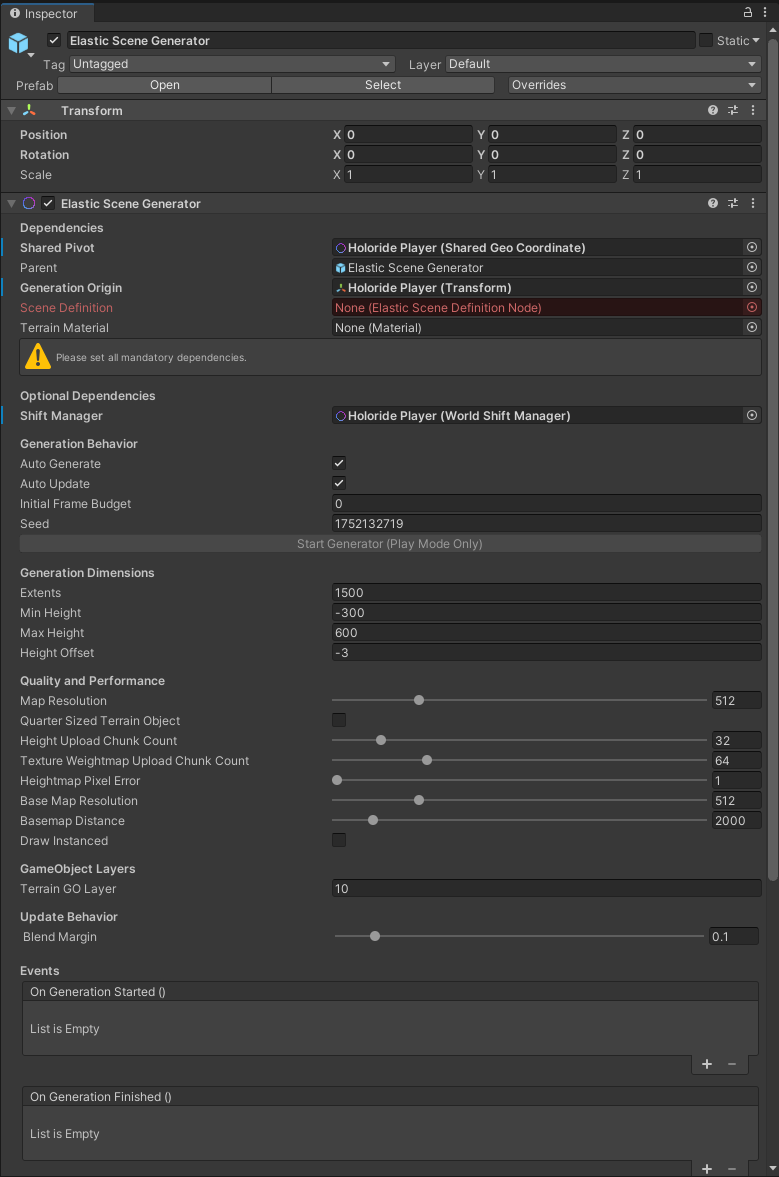 Inspector
Elastic Scene Generator Static
Tag Untagged Layer Default
Prefab Open Select Overrides
Transform
Position X 0 Y 0 Z 0
Rotation X 0 Y 0 Z 0
Scale X 1 Y 1 Z 1
Elastic Scene Generator
Dependencies
Shared Pivot Holoride Player (Shared Geo Coordinate)
Parent Elastic Scene Generator
Generation Origin Holoride Player (Transform)
Scene Definition None (Elastic Scene Definition Node)
Terrain Material None (Material)
Please set all mandatory dependencies.
Optional Dependencies
Shift Manager Holoride Player (World Shift Manager)
Generation Behavior
Auto Generate
Auto Update
Initial Frame Budget 0
Seed 1752132719
Start Generator (Play Mode Only)
Generation Dimensions
Extents 1500
Min Height -300
Max Height 600
Height Offset -3
Quality and Performance
Map Resolution 512
Quarter Sized Terrain Object
Height Upload Chunk Count 32
Texture Weightmap Upload Chunk Count 64
Heightmap Pixel Error 1
Base Map Resolution 512
Basemap Distance 2000
Draw Instanced
GameObject Layers
Terrain GO Layer 10
Update Behavior
Blend Margin 0.1
Events
On Generation Started ()
List is Empty
+ −
On Generation Finished ()
List is Empty
+ −